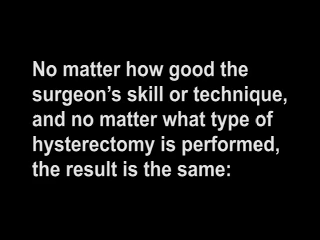 No matter how good the
surgeon’s skill or technique,
and no matter what type of
hysterectomy is performed,
the result is the same: